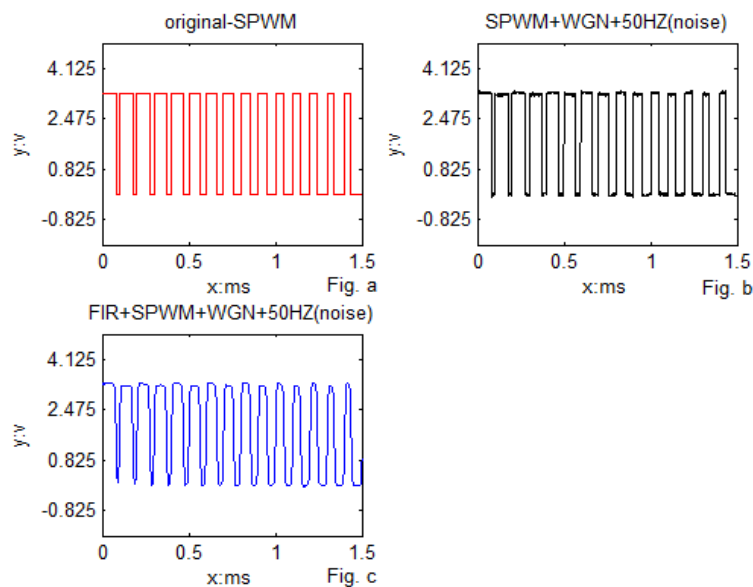 original-SPWM
4.125
2.475
0.825
-0.825
y:v
0
0.5
1
1.5
x:ms
Fig. a
SPWM+WGN+50HZ(noise)
4.125
2.475
0.825
-0.825
y:v
0
0.5
1
1.5
x:ms
Fig. b
FIR+SPWM+WGN+50HZ(noise)
4.125
2.475
0.825
-0.825
y:v
0
0.5
1
1.5
x:ms
Fig. c